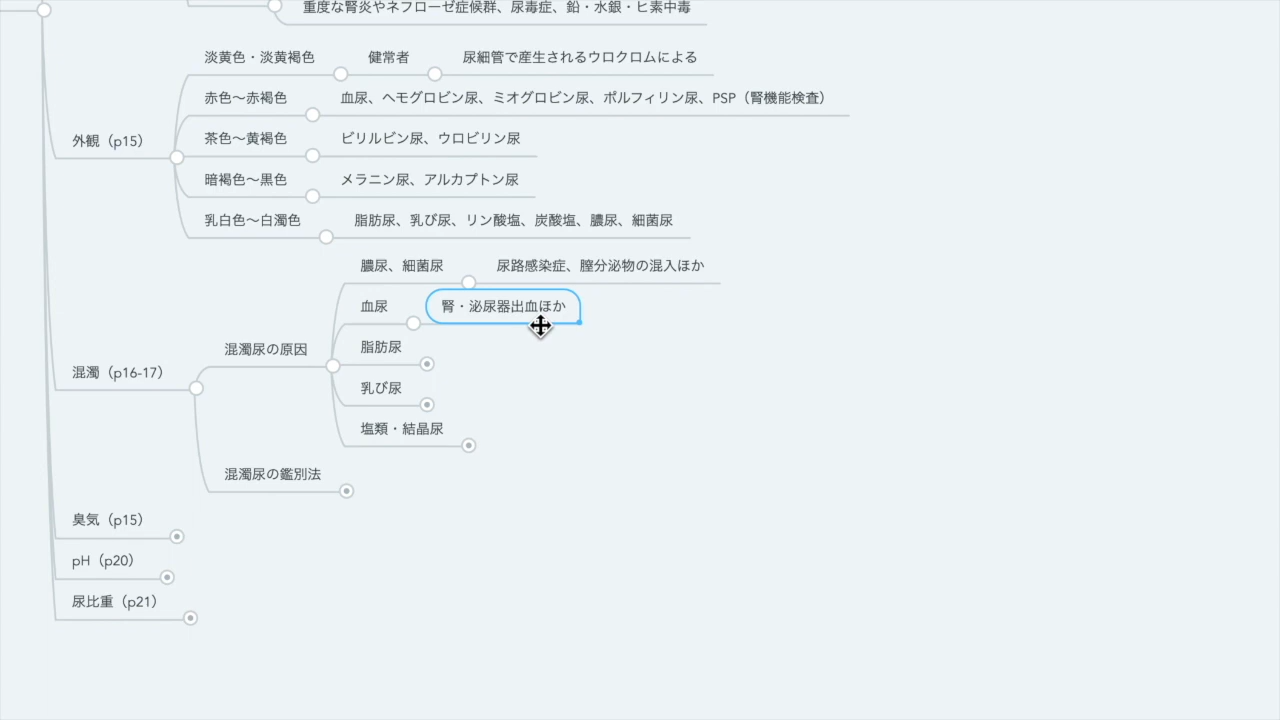 重度な腎炎やネフローゼ症候群、尿毒症、鉛・水銀・ヒ素中毒
外観（p15）
淡黄色・淡黄褐色
健常者
尿細管で産生されるウロクロムによる
赤色〜赤褐色
血尿、ヘモグロビン尿、ミオグロビン尿、ポルフィリン尿、PSP（腎機能検査）
茶色〜黄褐色
ビリルビン尿、ウロビリン尿
暗褐色〜黒色
メラニン尿、アルカプトン尿
乳白色〜白濁色
脂肪尿、乳び尿、リン酸塩、炭酸塩、膿尿、細菌尿
混濁（p16-17）
混濁尿の原因
膿尿、細菌尿
尿路感染症、膣分泌物の混入ほか
血尿
腎・泌尿器出血ほか
脂肪尿
乳び尿
塩類・結晶尿
混濁尿の鑑別法
臭気（p15）
pH（p20）
尿比重（p21）